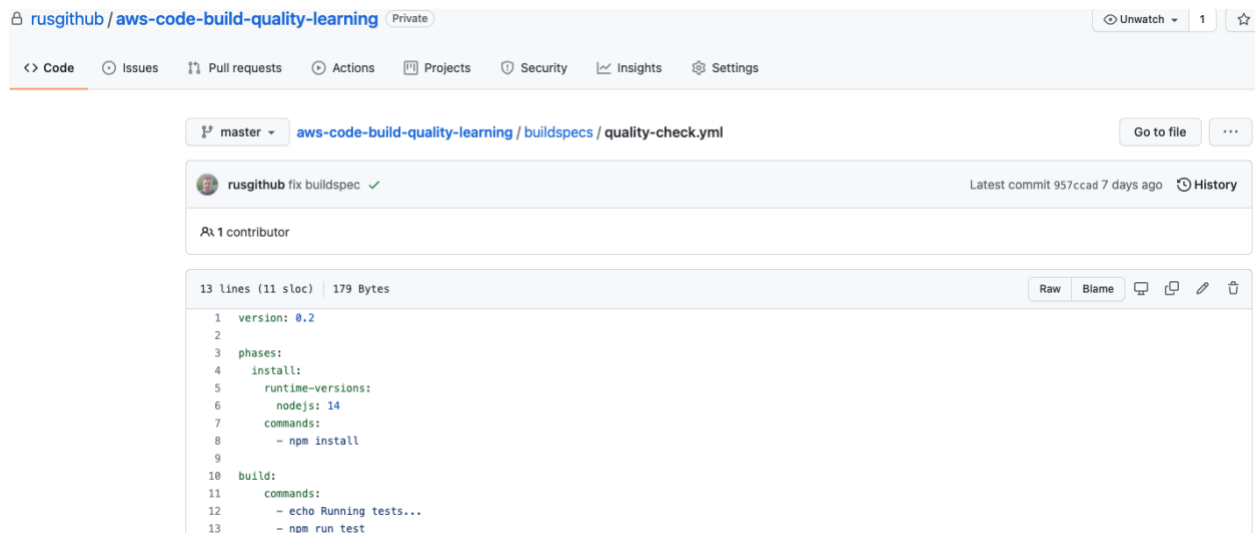 rusgithub / aws-code-build-quality-learning Private
Unwatch 1
Code Issues Pull requests Actions Projects Security Insights Settings
master aws-code-build-quality-learning / buildspecs / quality-check.yml Go to file ...
rusgithub fix buildspec Latest commit 957ccad 7 days ago History
1 contributor
13 lines (11 sloc) 179 Bytes Raw Blame
1 version: 0.2
2
3 phases:
4   install:
5     runtime-versions:
6       nodejs: 14
7     commands:
8       - npm install
9
10 build:
11     commands:
12       - echo Running tests...
13       - npm run test